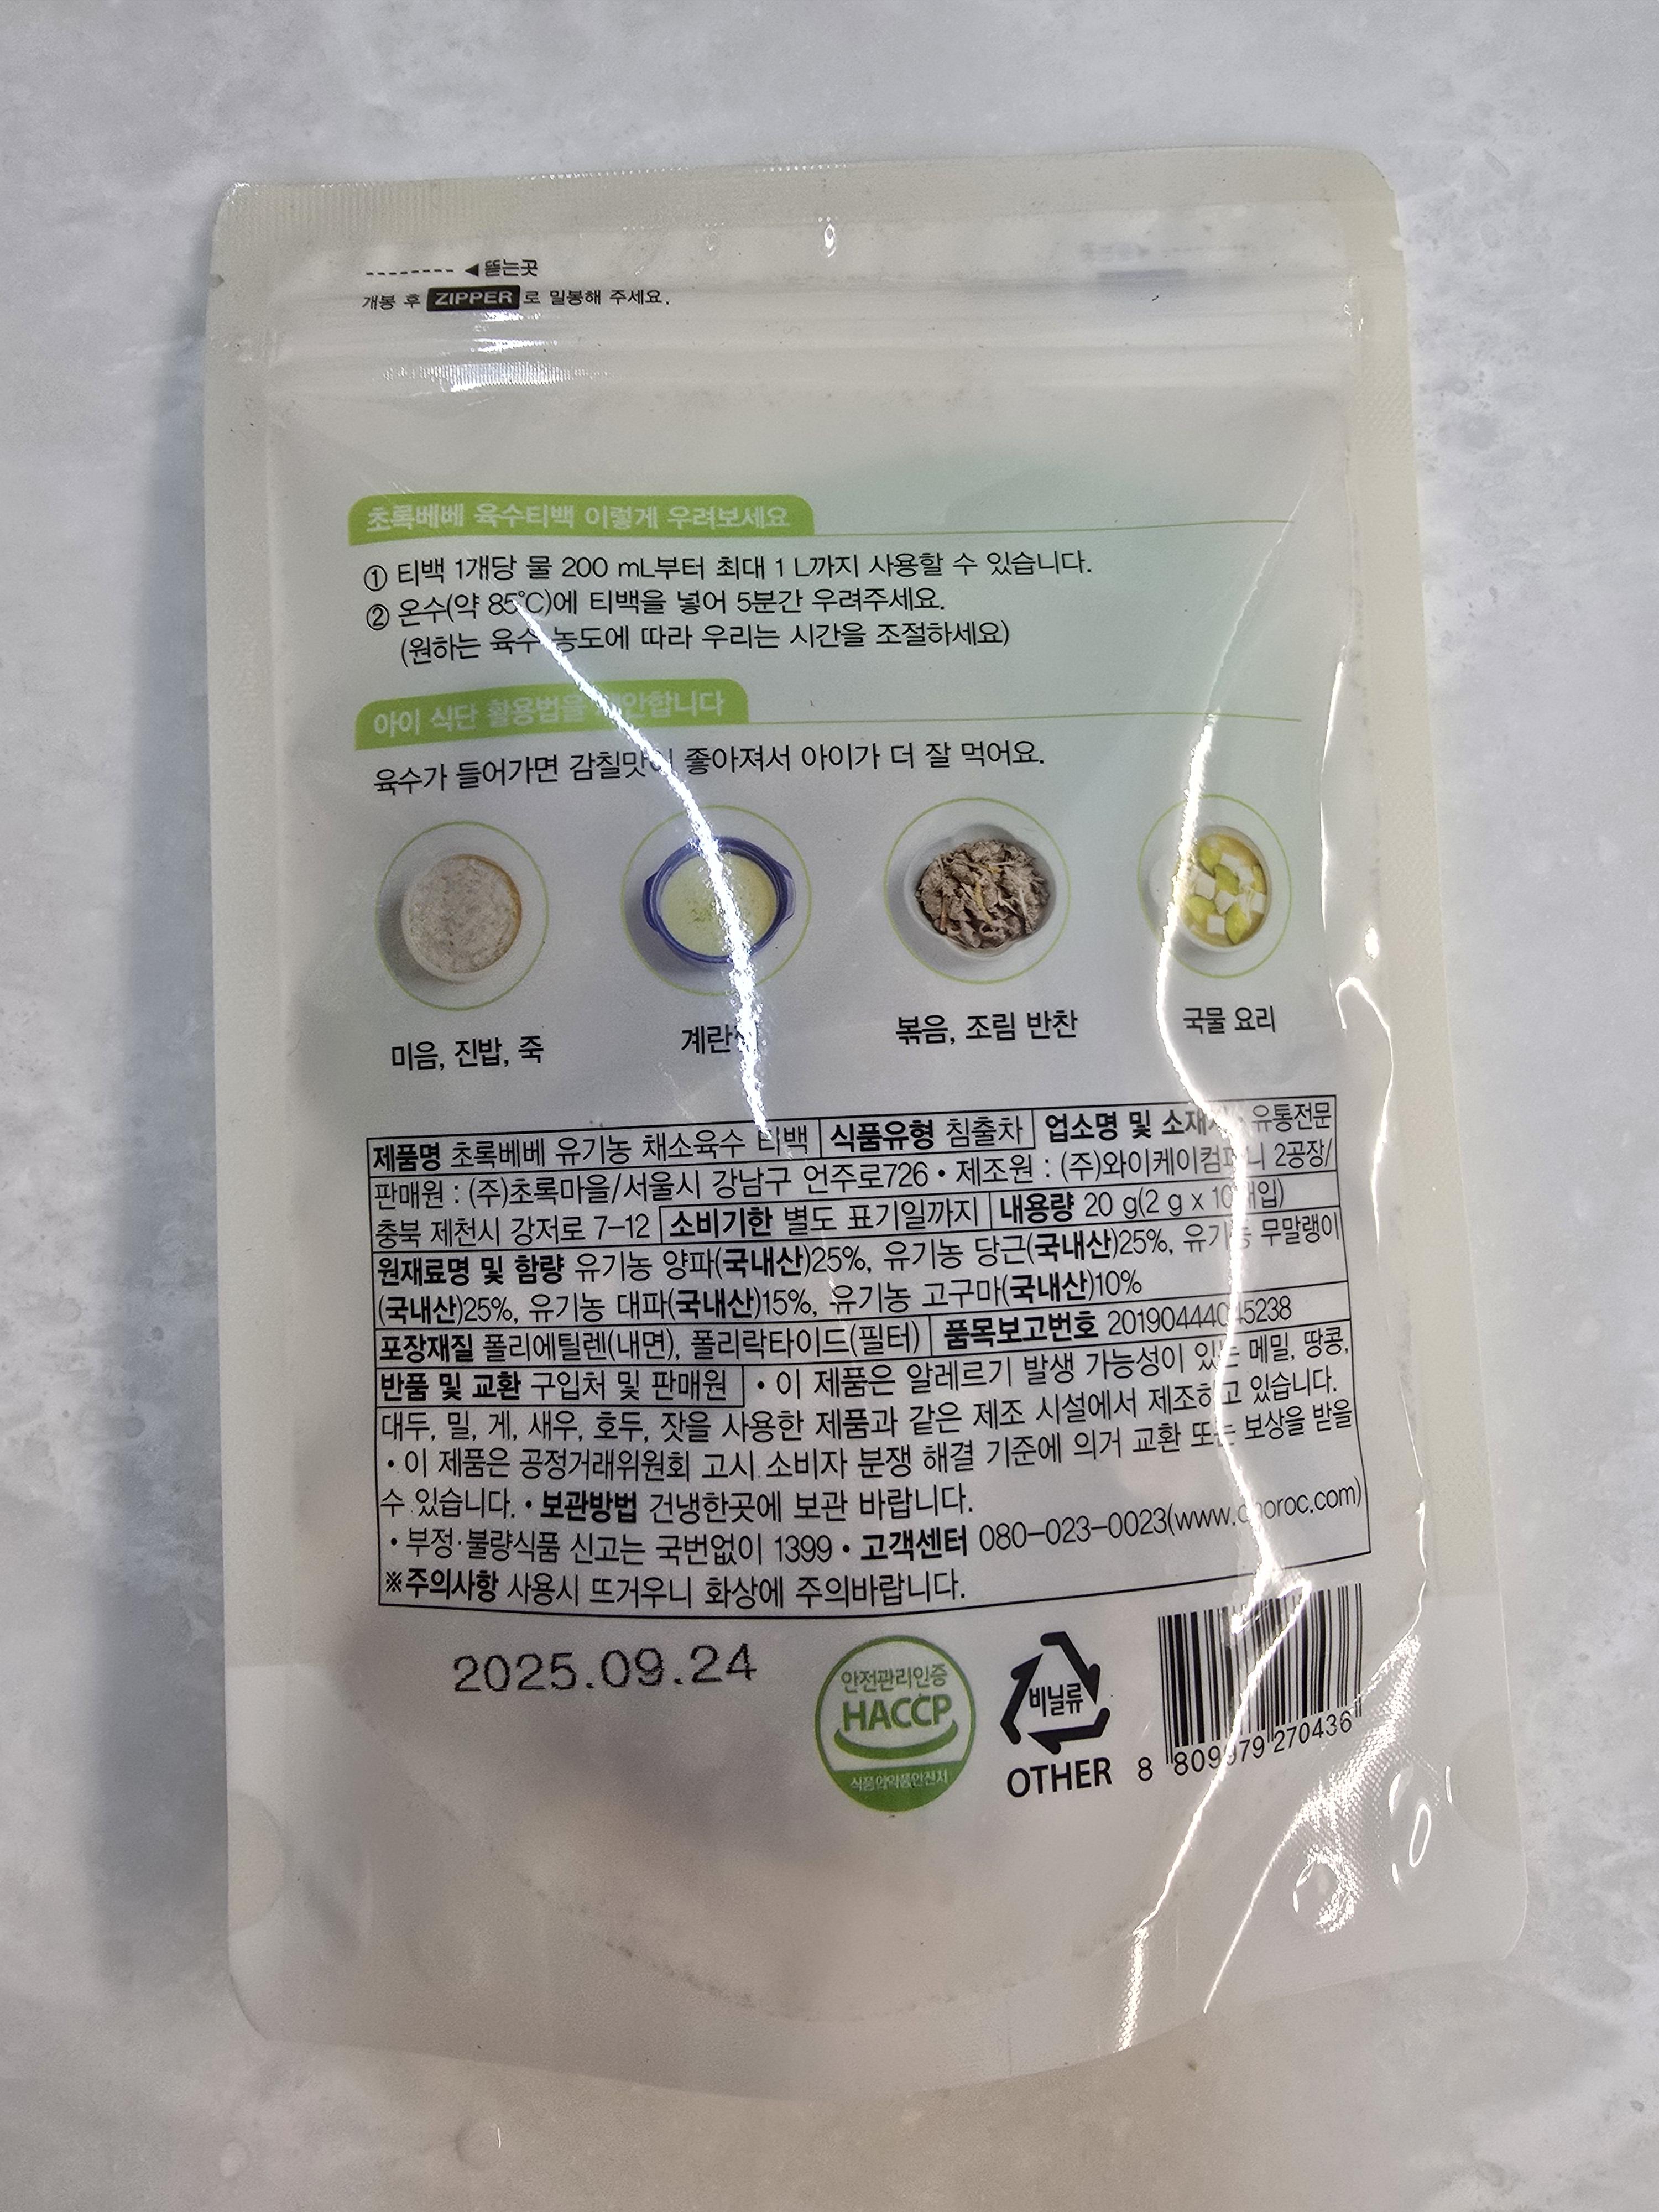 ◀ 뜯는곳
개봉 후 ZIPPER로 밀봉해 주세요.
초록베베 육수티백 이렇게 우려보세요
① 티백 1개당 물 200 mL부터 최대 1 L까지 사용할 수 있습니다.
② 온수(약 85℃)에 티백을 넣어 5분간 우려주세요.
(원하는 육수 농도에 따라 우리는 시간을 조절하세요)
아이 식단 활용법을
육수가 들어가면 감칠맛이 좋아져서 아이가 더 잘 먹어요.
미음, 진밥, 죽
볶음, 조림 반찬
국물 요리
제품명 초록베베 유기농 채소육수 티백 식품유형 침출차 업소명 및 소재지 • 유통전문
판매원 : (주)초록마을/서울시 강남구 언주로726 • 제조원 : (주)와이케이컴퍼니 2공장/
충북 제천시 강저로 7-12 소비기한 별도 표기일까지 내용량 20 g(2 g x 10개입)
원재료명 및 함량 유기농 양파(국내산)25%, 유기농 당근(국내산)25%, 유기농 무말랭이
(국내산)25%, 유기농 대파(국내산)15%, 유기농 고구마(국내산)10%
포장재질 폴리에틸렌(내면), 폴리락타이드(필터) 품목보고번호
반품 및 교환 구입처 및 판매원 • 이 제품은 알레르기 발생 가능성이 있는 메밀, 땅콩,
대두, 밀, 게, 새우, 호두, 잣을 사용한 제품과 같은 제조 시설에서 제조하고 있습니다.
• 이 제품은 공정거래위원회 고시 소비자 분쟁 해결 기준에 의거 교환 또는 보상을 받을
수 있습니다. • 보관방법 건냉한곳에 보관 바랍니다.
• 부정·불량식품 신고는 국번없이 1399 • 고객센터 080-023-0023(www.choroc.com)
※주의사항 사용시 뜨거우니 화상에 주의바랍니다.
2025.09.24
안전관리인증
HACCP
식품의약품안전처
비닐류
OTHER
8 809979 270436